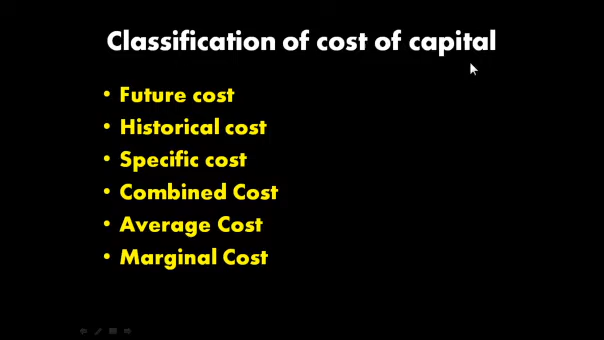 Classification of cost of capital
• Future cost
• Historical cost
• Specific cost
• Combined Cost
• Average Cost
• Marginal Cost